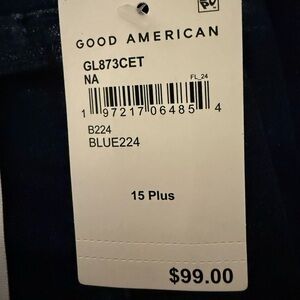 GOOD AMERICAN
GL873CET
NA
FL_24
1 97217 06485 4
B224
BLUE224
15 Plus
$99.00